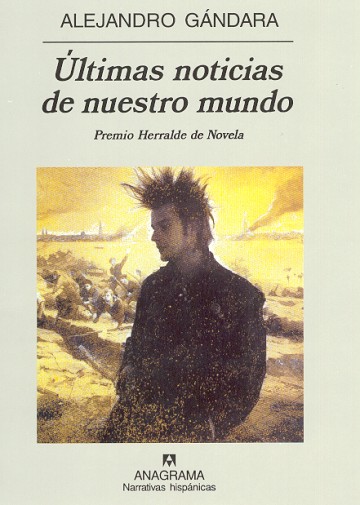 ALEJANDRO GÁNDARA
Últimas noticias
de nuestro mundo
Premio Herralde de Novela
ANAGRAMA
Narrativas hispánicas